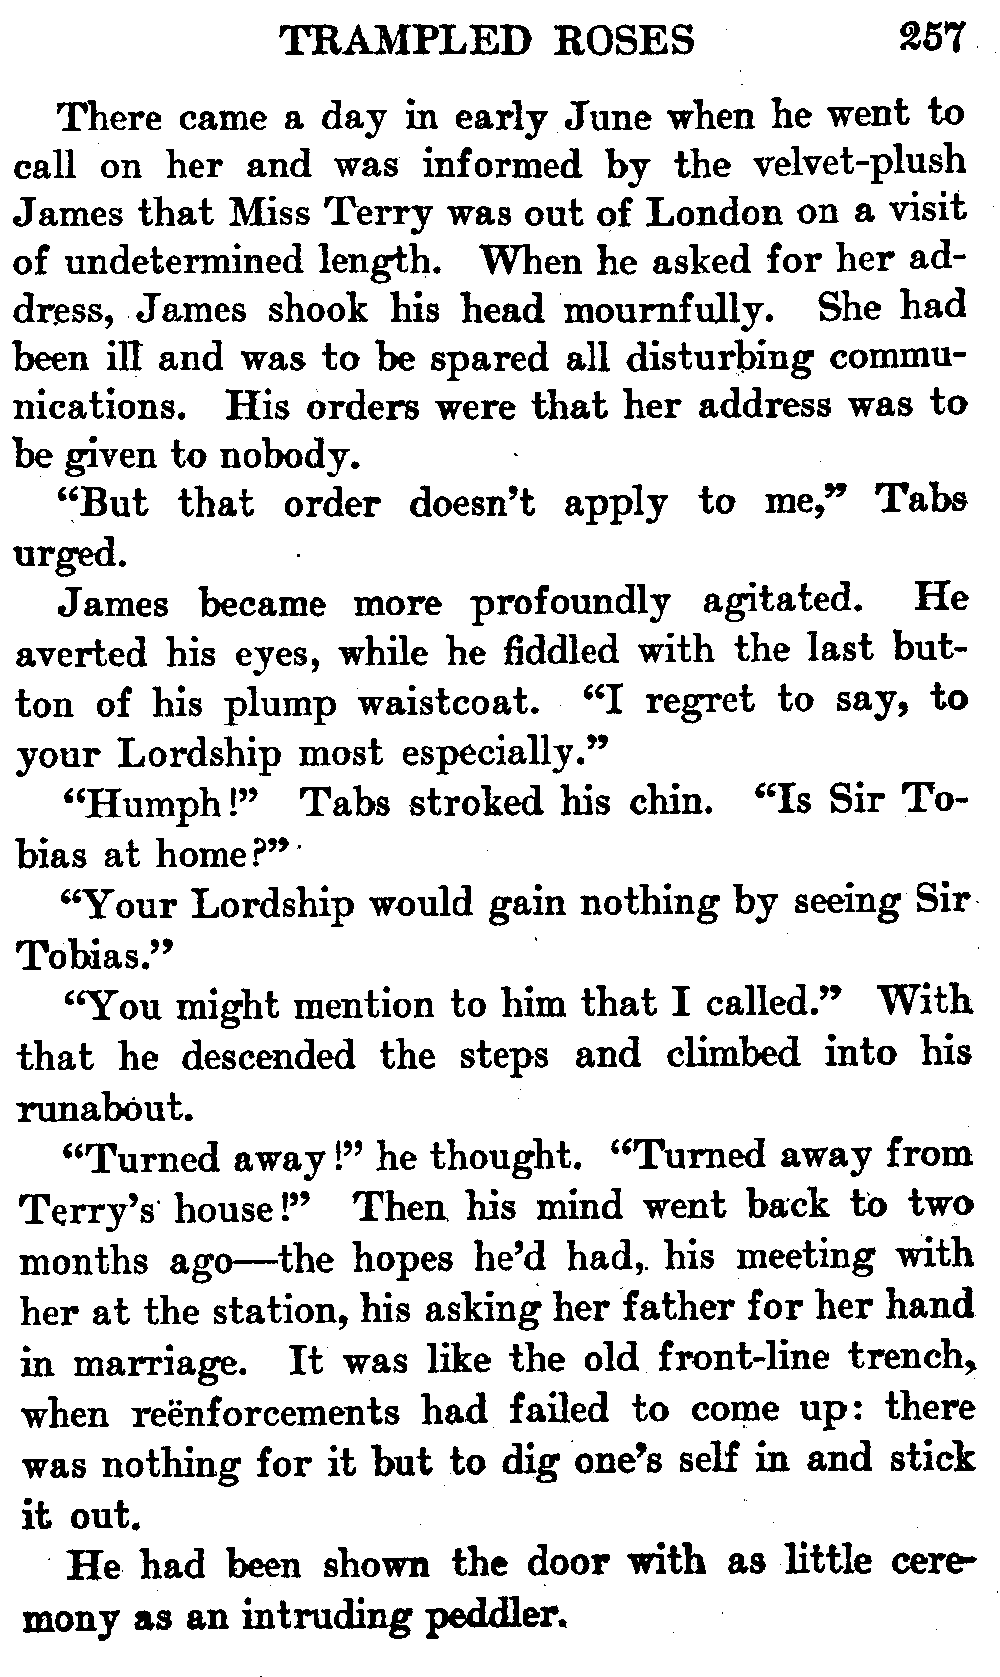 TRAMPLED ROSES 257
There came a day in early June when he went to
call on her and was informed by the velvet-plush
James that Miss Terry was out of London on a visit
of undetermined length. When he asked for her ad-
dress, James shook his head mournfully. She had
been ill and was to be spared all disturbing commu-
nications. His orders were that her address was to
be given to nobody.
“But that order doesn’t apply to me,” Tabs
urged.
James became more profoundly agitated. He
averted his eyes, while he fiddled with the last but-
ton of his plump waistcoat. “I regret to say, to
your Lordship most especially.”
“Humph!” Tabs stroked his chin. “Is Sir To-
bias at home?”
“Your Lordship would gain nothing by seeing Sir
Tobias.”
“You might mention to him that I called.” With
that he descended the steps and climbed into his
runabout.
“Turned away!” he thought. “Turned away from
Terry’s house!” Then his mind went back to two
months ago—the hopes he’d had, his meeting with
her at the station, his asking her father for her hand
in marriage. It was like the old front-line trench,
when reënforcements had failed to come up: there
was nothing for it but to dig one’s self in and stick
it out.
He had been shown the door with as little cere-
mony as an intruding peddler.